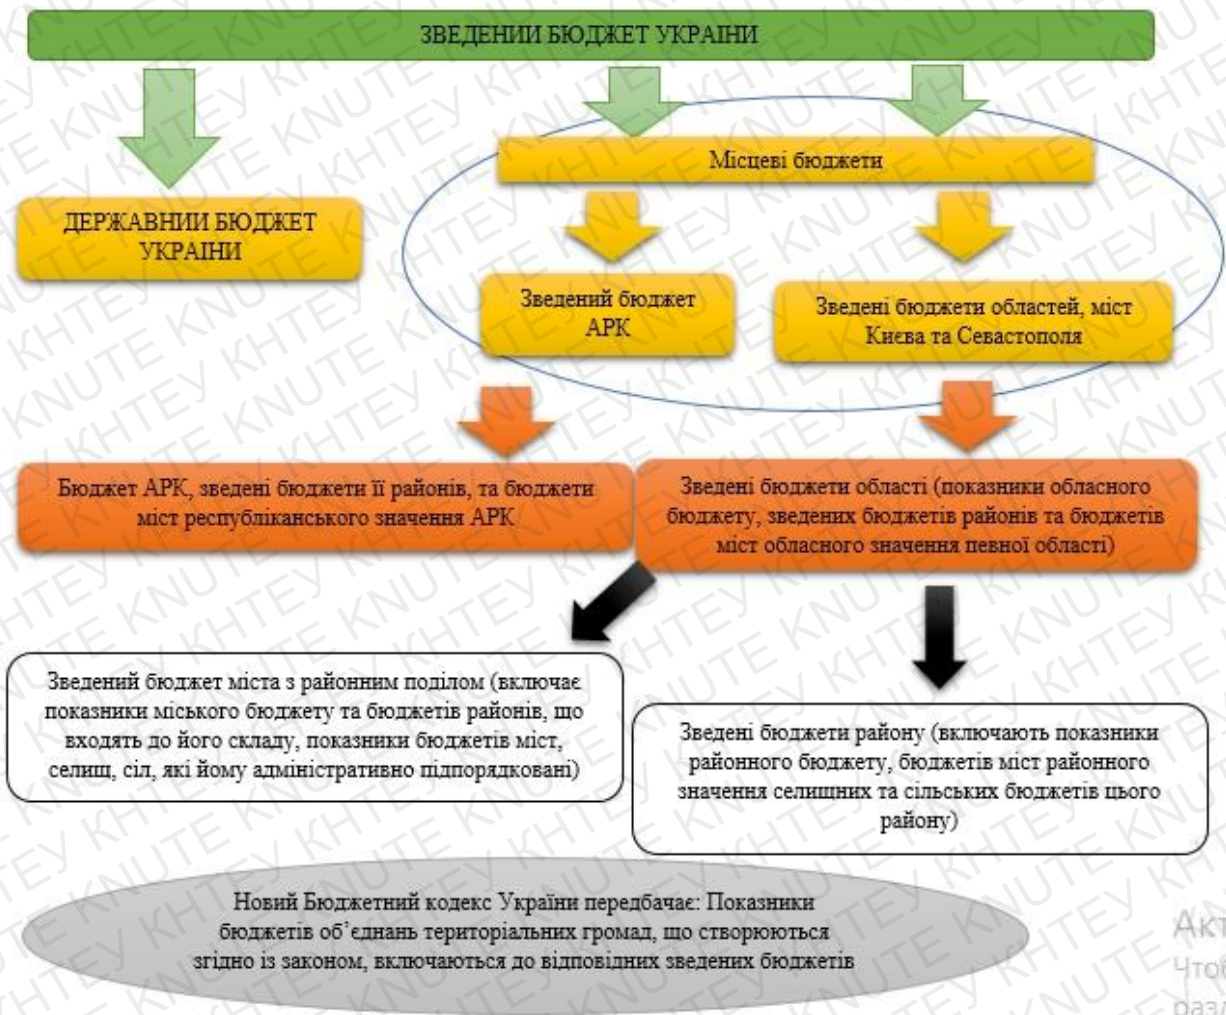 ЗВЕДЕНИИ БЮДЖЕТ УКРАІНИ
Місцеві бюджети
ДЕРЖАВНИИ БЮДЖЕТ
УКРАІНИ
Зведений бюджет
АРК
Зведені бюджети областей, міст
Києва та Севастополя
Бюджет АРК, зведені бюджети її районів, та бюджети
міст республіканського значення АРК
Зведені бюджети області (показники обласного
бюджету, зведених бюджетів районів та бюджетів
міст обласного значення певної області)
Зведений бюджет міста з районним поділом (включає
показники міського бюджету та бюджетів районів, що
входять до його складу, показники бюджетів міст,
селищ, сіл, які йому адміністративно підпорядковані)
Зведені бюджети району (включають показники
районного бюджету, бюджетів міст районного
значення селищних та сільських бюджетів цього
району)
Новий Бюджетний кодекс України передбачає: Показники
бюджетів об’єднань територіальних громад, що створюються
згідно із законом, включаються до відповідних зведених бюджетів